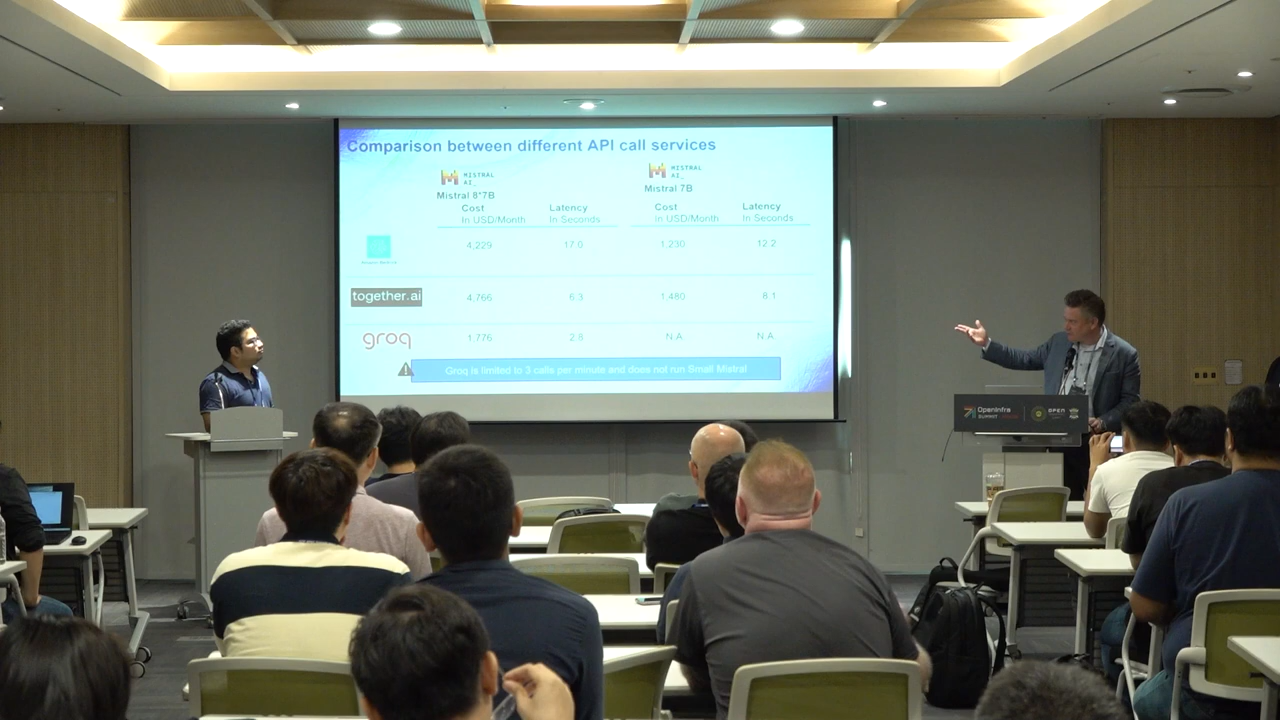 Comparison between different API call services
MISTRAL
AI_
Mistral 8*7B
MISTRAL
AI_
Mistral 7B
Cost
In USD/Month
Latency
In Seconds
Cost
In USD/Month
Latency
In Seconds
4,229 17.0 1,230 12.2
together.ai 4,766 6.3 1,480 8.1
groq 1,776 2.8 N.A N.A
Groq is limited to 3 calls per minute and does not run Small Mistral
OpenInfra
SUMMIT
OPEN